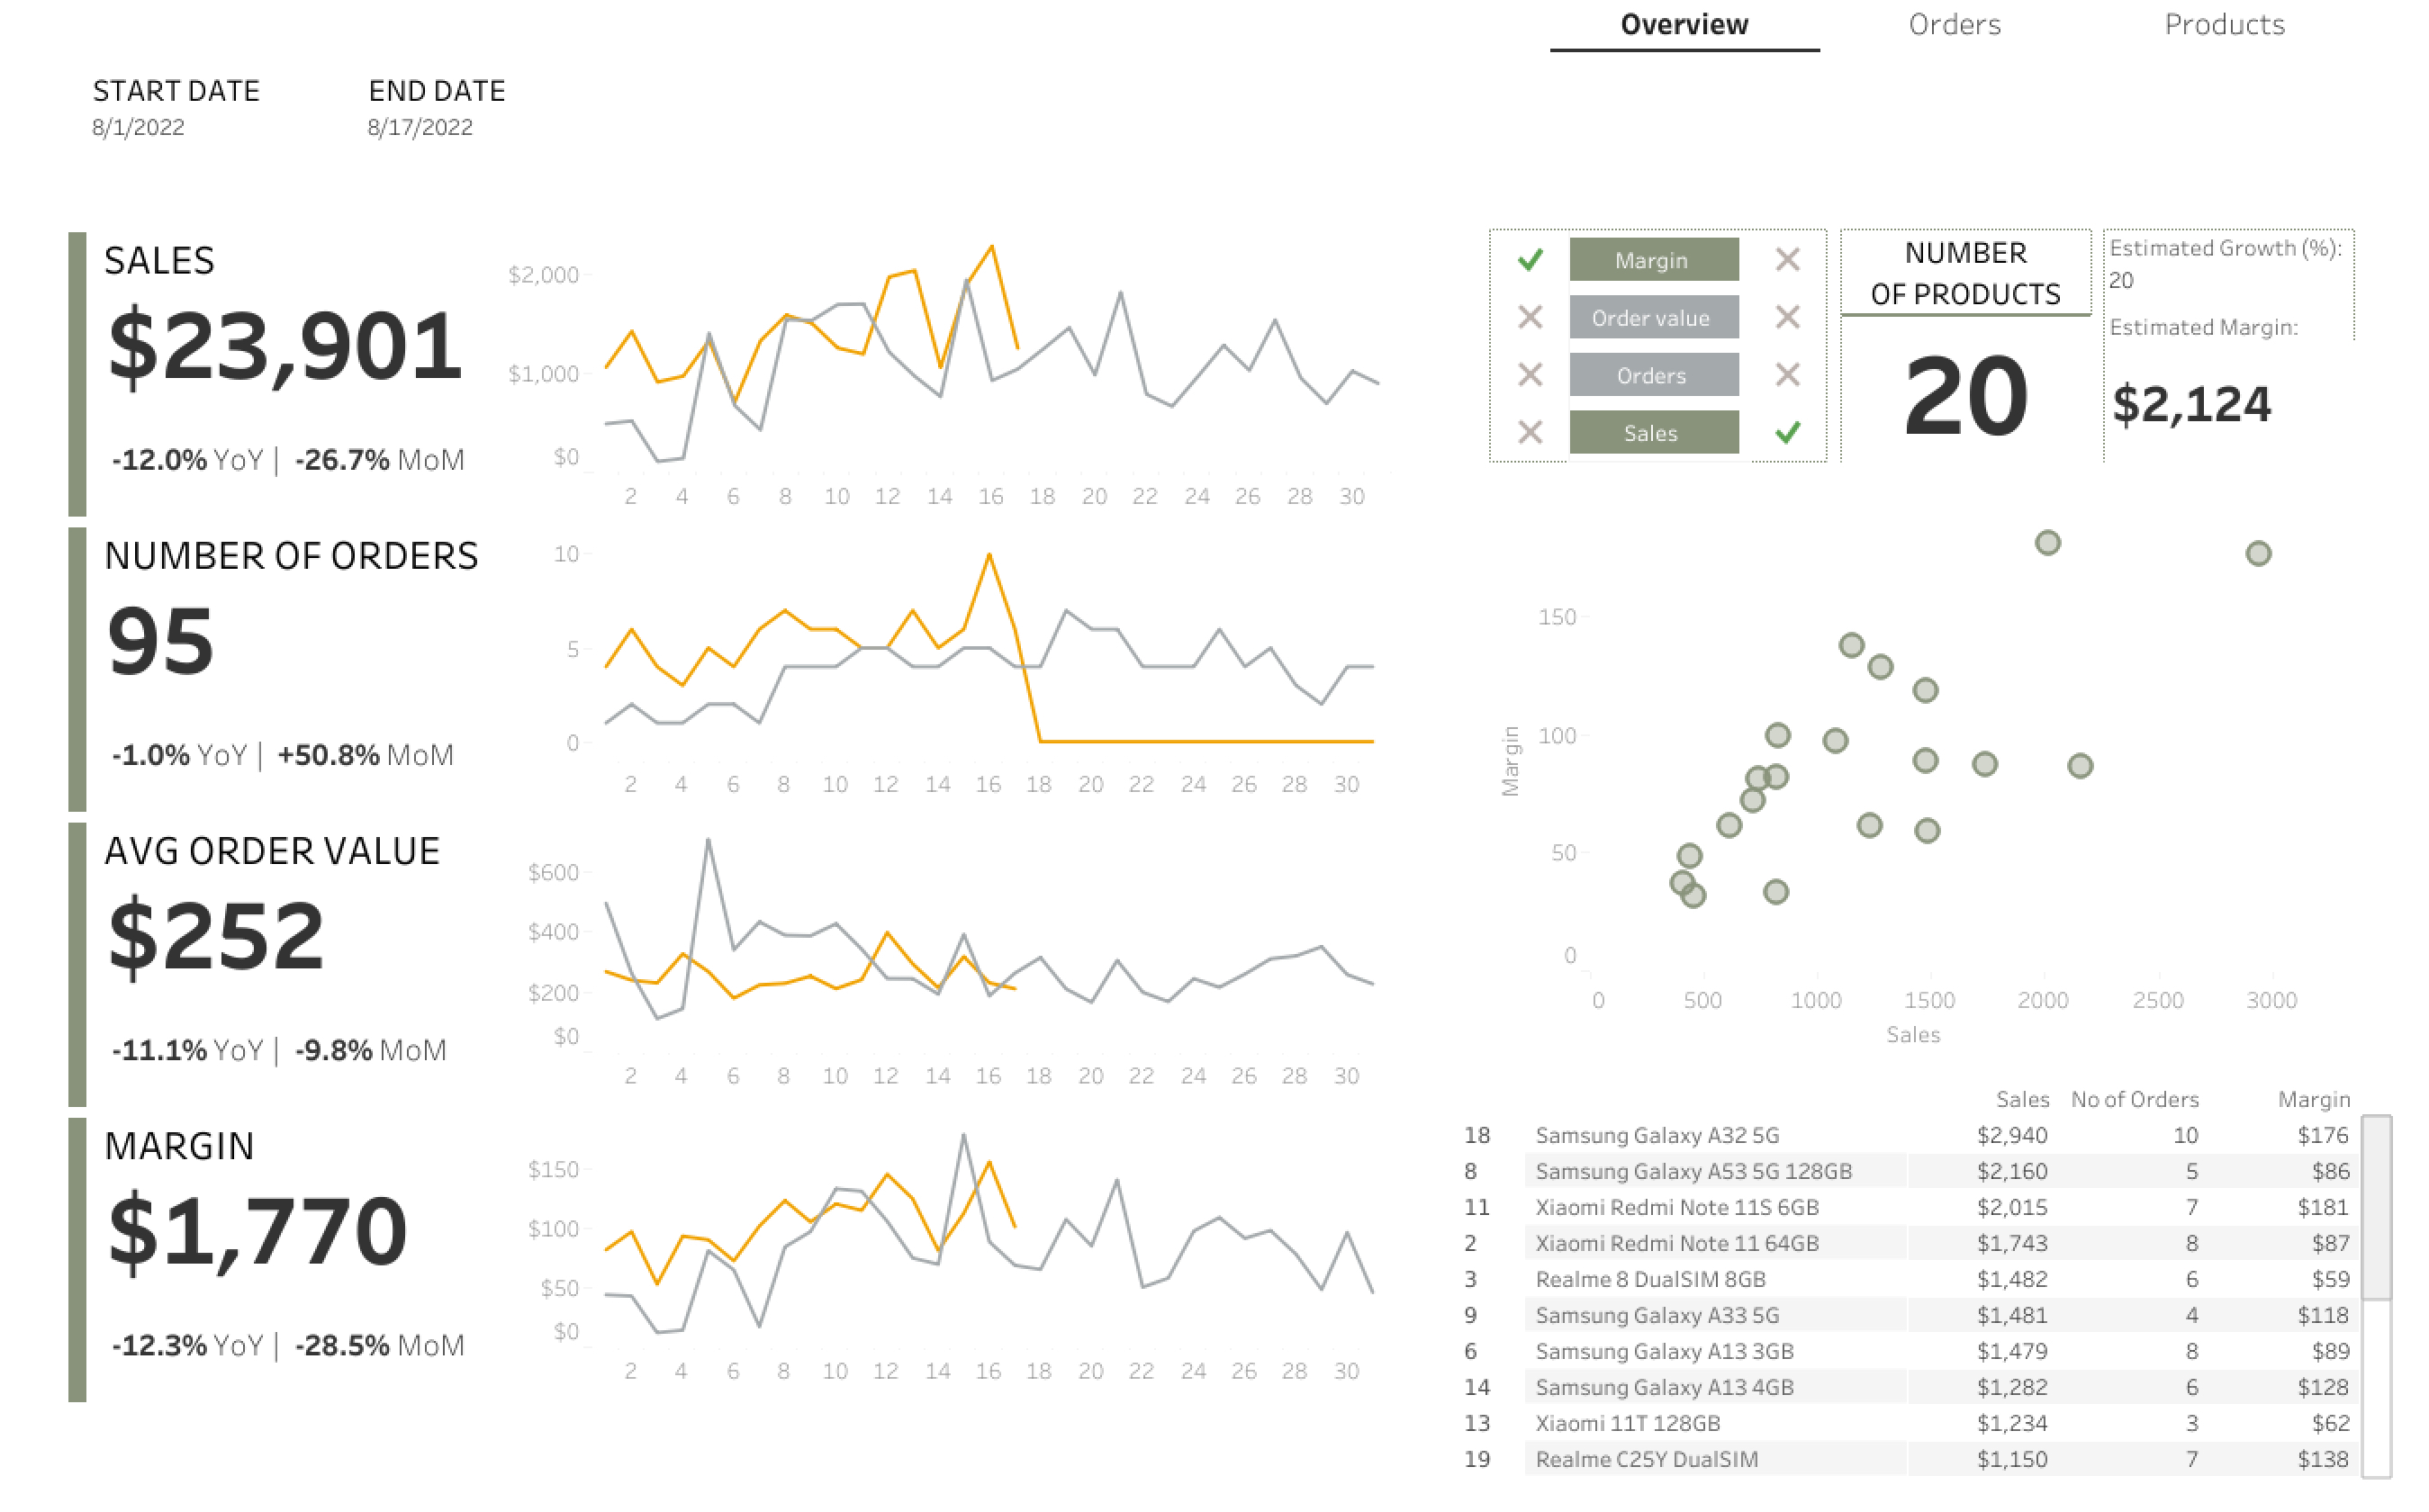 Overview Orders Products
START DATE END DATE
8/1/2022 8/17/2022
SALES
$23,901
-12.0% YoY | -26.7% MoM
$2,000
$1,000
$0
2 4 6 8 10 12 14 16 18 20 22 24 26 28 30
NUMBER OF ORDERS
95
-1.0% YoY | +50.8% MoM
10
5
0
2 4 6 8 10 12 14 16 18 20 22 24 26 28 30
AVG ORDER VALUE
$252
-11.1% YoY | -9.8% MoM
$600
$400
$200
$0
2 4 6 8 10 12 14 16 18 20 22 24 26 28 30
MARGIN
$1,770
-12.3% YoY | -28.5% MoM
$150
$100
$50
$0
2 4 6 8 10 12 14 16 18 20 22 24 26 28 30
Margin
Order value
Orders
Sales
NUMBER
OF PRODUCTS
20
Estimated Growth (%):
20
Estimated Margin:
$2,124
Margin
150
100
50
0
0 500 1000 1500 2000 2500 3000
Sales
Sales No of Orders Margin
18 Samsung Galaxy A32 5G $2,940 10 $176
8 Samsung Galaxy A53 5G 128GB $2,160 5 $86
11 Xiaomi Redmi Note 11S 6GB $2,015 7 $181
2 Xiaomi Redmi Note 11 64GB $1,743 8 $87
3 Realme 8 DualSIM 8GB $1,482 6 $59
9 Samsung Galaxy A33 5G $1,481 4 $118
6 Samsung Galaxy A13 3GB $1,479 8 $89
14 Samsung Galaxy A13 4GB $1,282 6 $128
13 Xiaomi 11T 128GB $1,234 3 $62
19 Realme C25Y DualSIM $1,150 7 $138